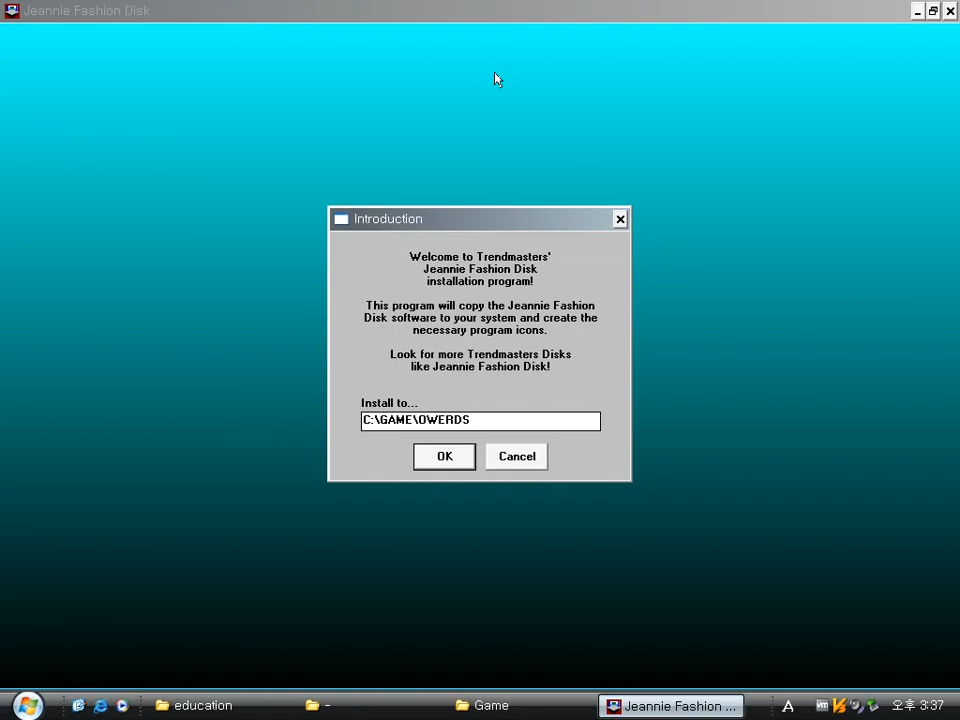 Jeannie Fashion Disk
Introduction
Welcome to Trendmasters'
Jeannie Fashion Disk
installation program!
This program will copy the Jeannie Fashion
Disk software to your system and create the
necessary program icons.
Look for more Trendmasters Disks
like Jeannie Fashion Disk!
Install to...
C:\GAME\OWERDS
OK
Cancel
education
-
Game
Jeannie Fashion ...
A
vm
오후 3:37